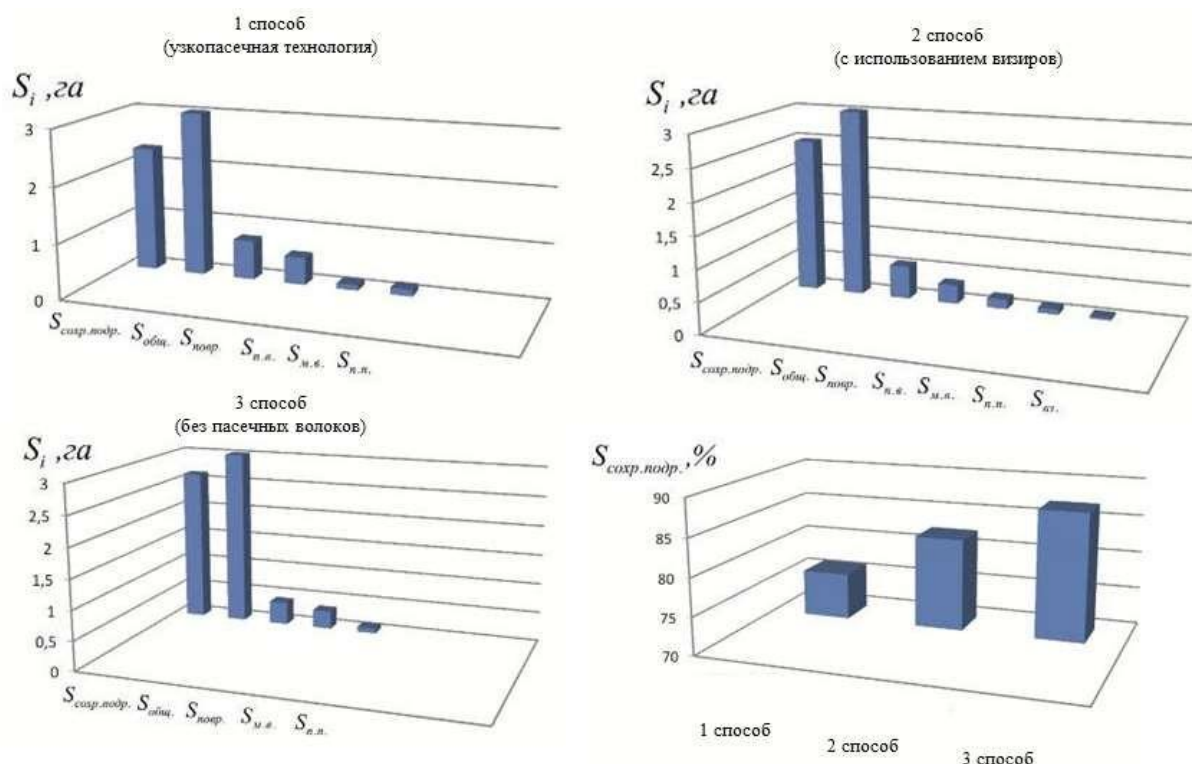 1 способ
(узкопасечная технология)
S_i ,га
3
2
1
0
S_сохр.подр. S_общ. S_повр. S_п.в. S_м.в. S_п.п.
2 способ
(с использованием визиров)
S_i ,га
3
2,5
2
1,5
1
0,5
0
S_сохр.подр. S_общ. S_повр. S_п.в. S_м.в. S_п.п.
3 способ
(без пасечных волоков)
S_i ,га
3
2,5
2
1,5
1
0,5
0
S_сохр.подр. S_общ. S_повр. S_м.в. S_п.п.
S_сохр.подр. ,%
90
85
80
75
70
1 способ
2 способ
3 способ